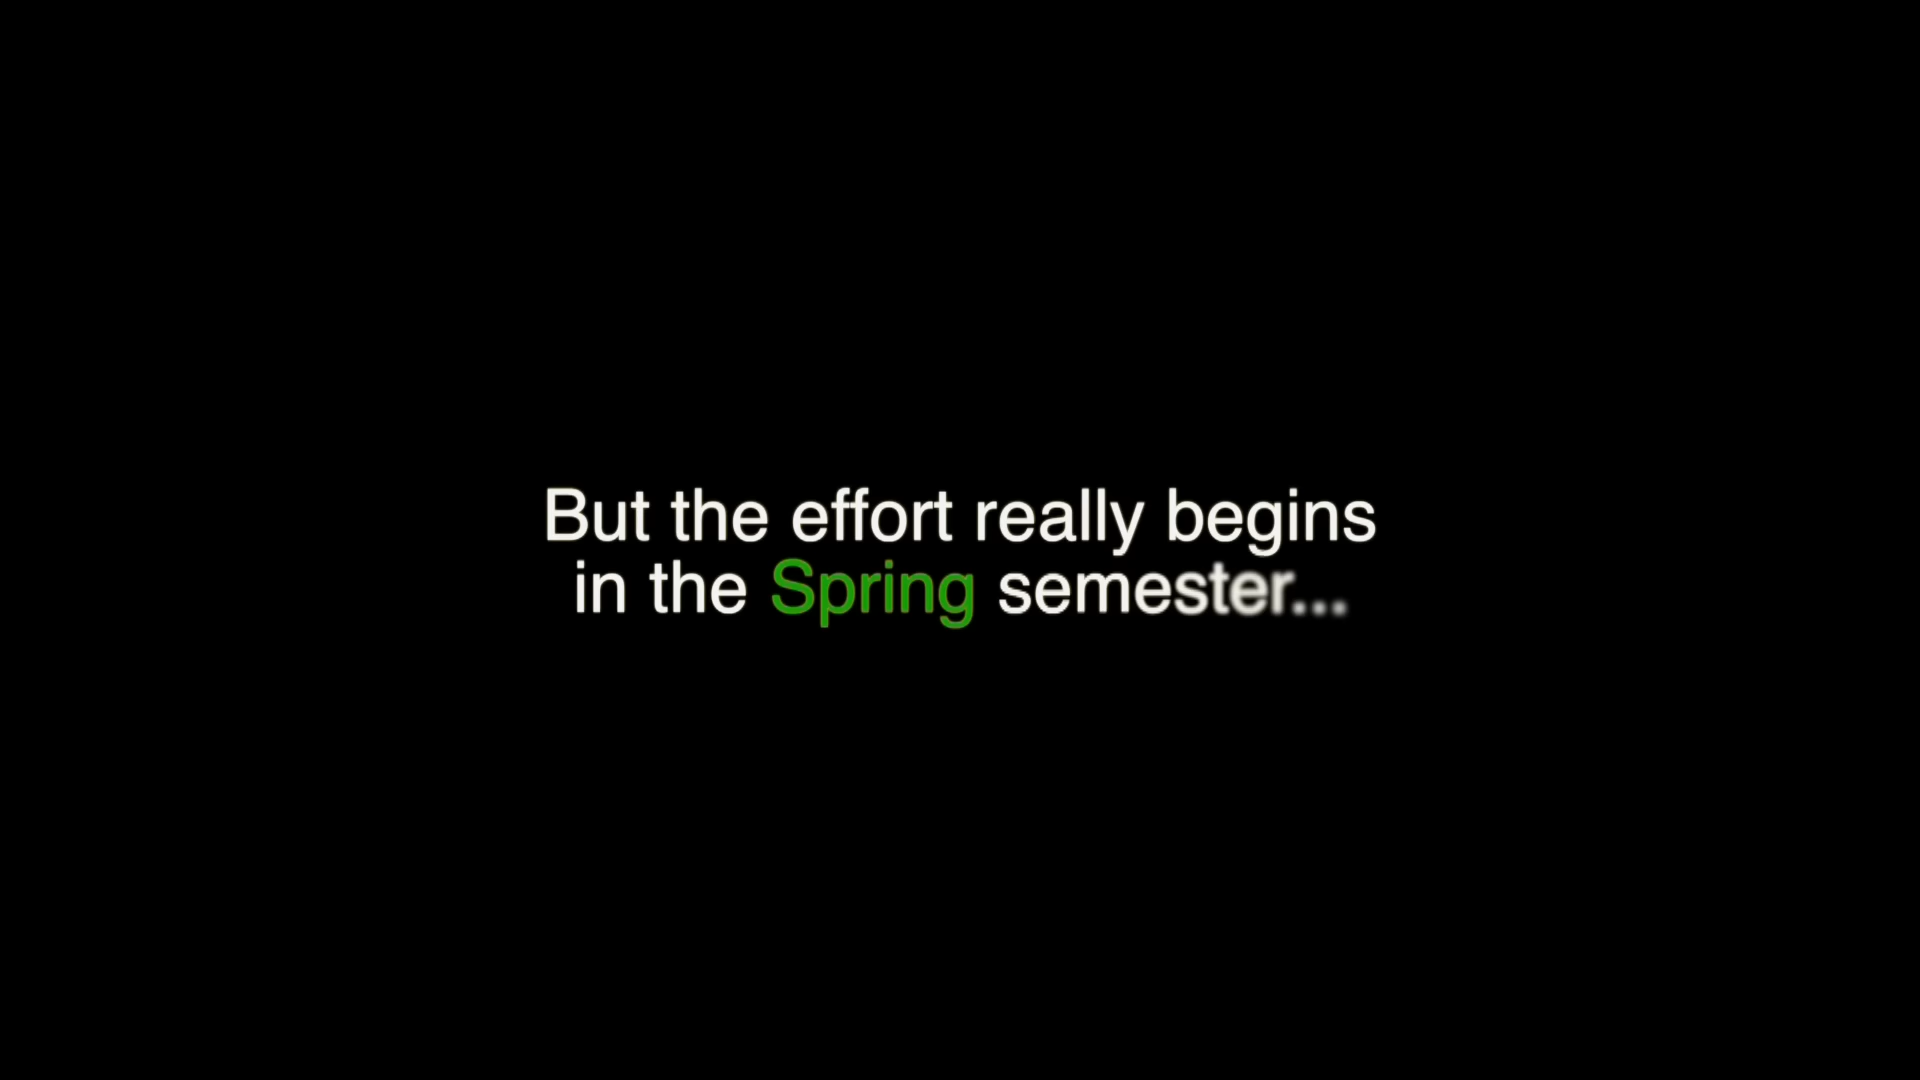 But the effort really begins
in the Spring semester...